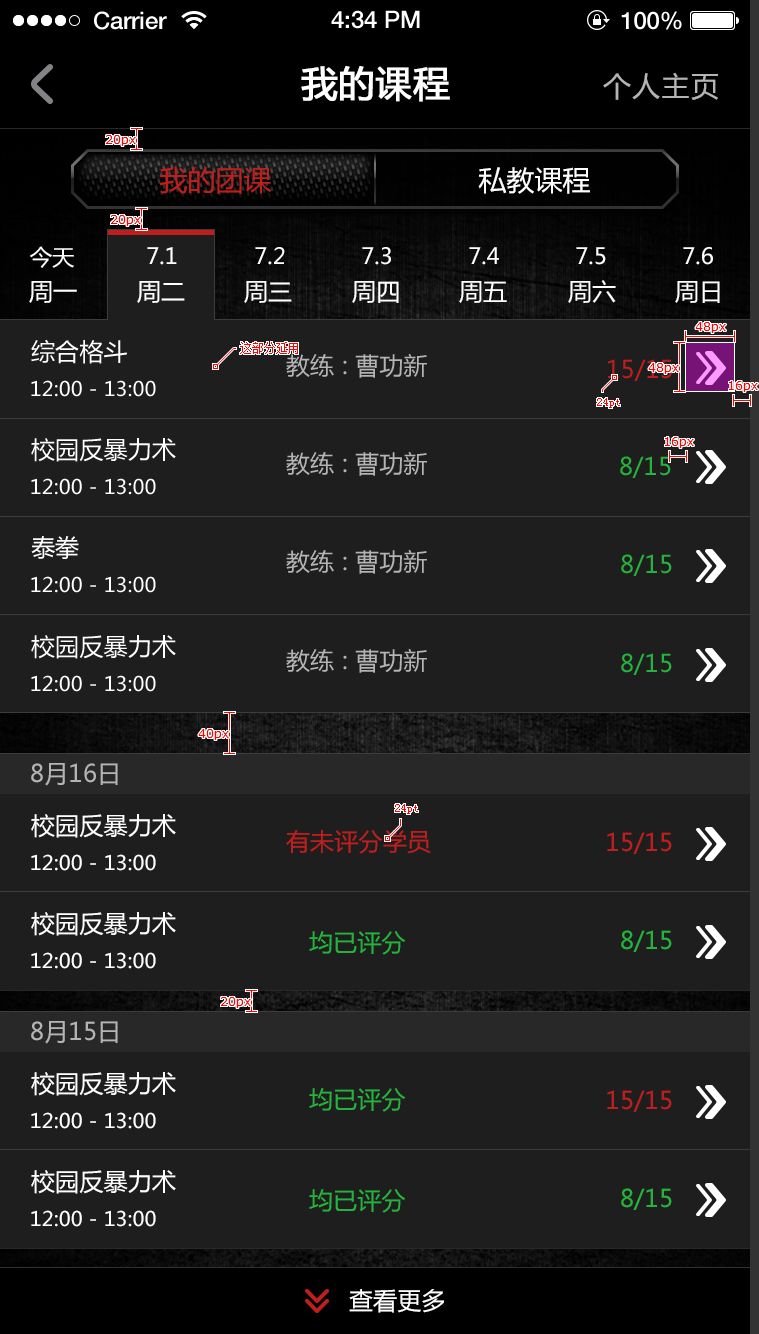 Carrier 4:34 PM 100%
我的课程 个人主页
20px
我的团课 私教课程
20px
今天 7.1 7.2 7.3 7.4 7.5 7.6
周一 周二 周三 周四 周五 周六 周日
48px
综合格斗 这部分延用 教练：曹功新 15/15 48px
12:00 - 13:00 24pt 16px
校园反暴力术 教练：曹功新 8/15 16px
12:00 - 13:00
泰拳 教练：曹功新 8/15
12:00 - 13:00
校园反暴力术 教练：曹功新 8/15
12:00 - 13:00
40px
8月16日
24pt
校园反暴力术 有未评分学员 15/15
12:00 - 13:00
校园反暴力术 均已评分 8/15
12:00 - 13:00
20px
8月15日
校园反暴力术 均已评分 15/15
12:00 - 13:00
校园反暴力术 均已评分 8/15
12:00 - 13:00
查看更多